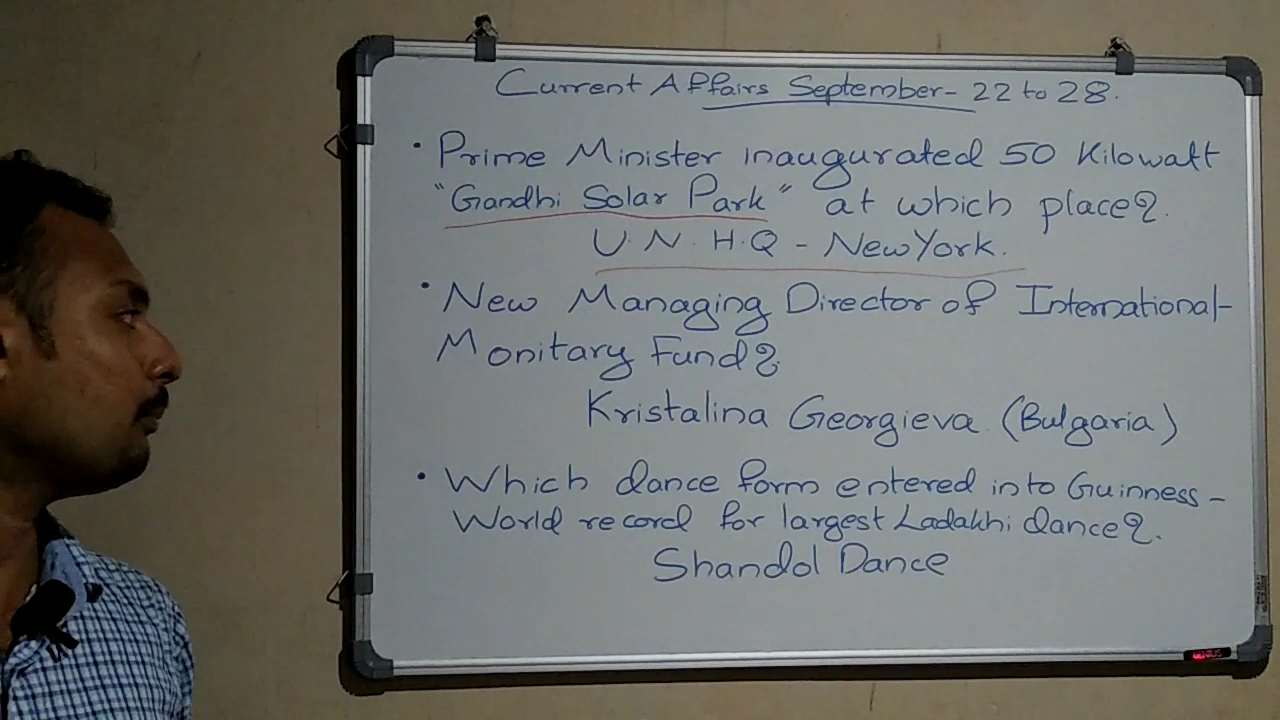 Current Affairs September - 22 to 28.
• Prime Minister inaugurated 50 Kilowatt
"Gandhi Solar Park" at which place?
U.N.H.Q - New York.
• New Managing Director of International-
Monitary Fund?
Kristalina Georgieva (Bulgaria)
• Which dance form entered into Guinness -
World record for largest Ladakhi dance?
Shandol Dance